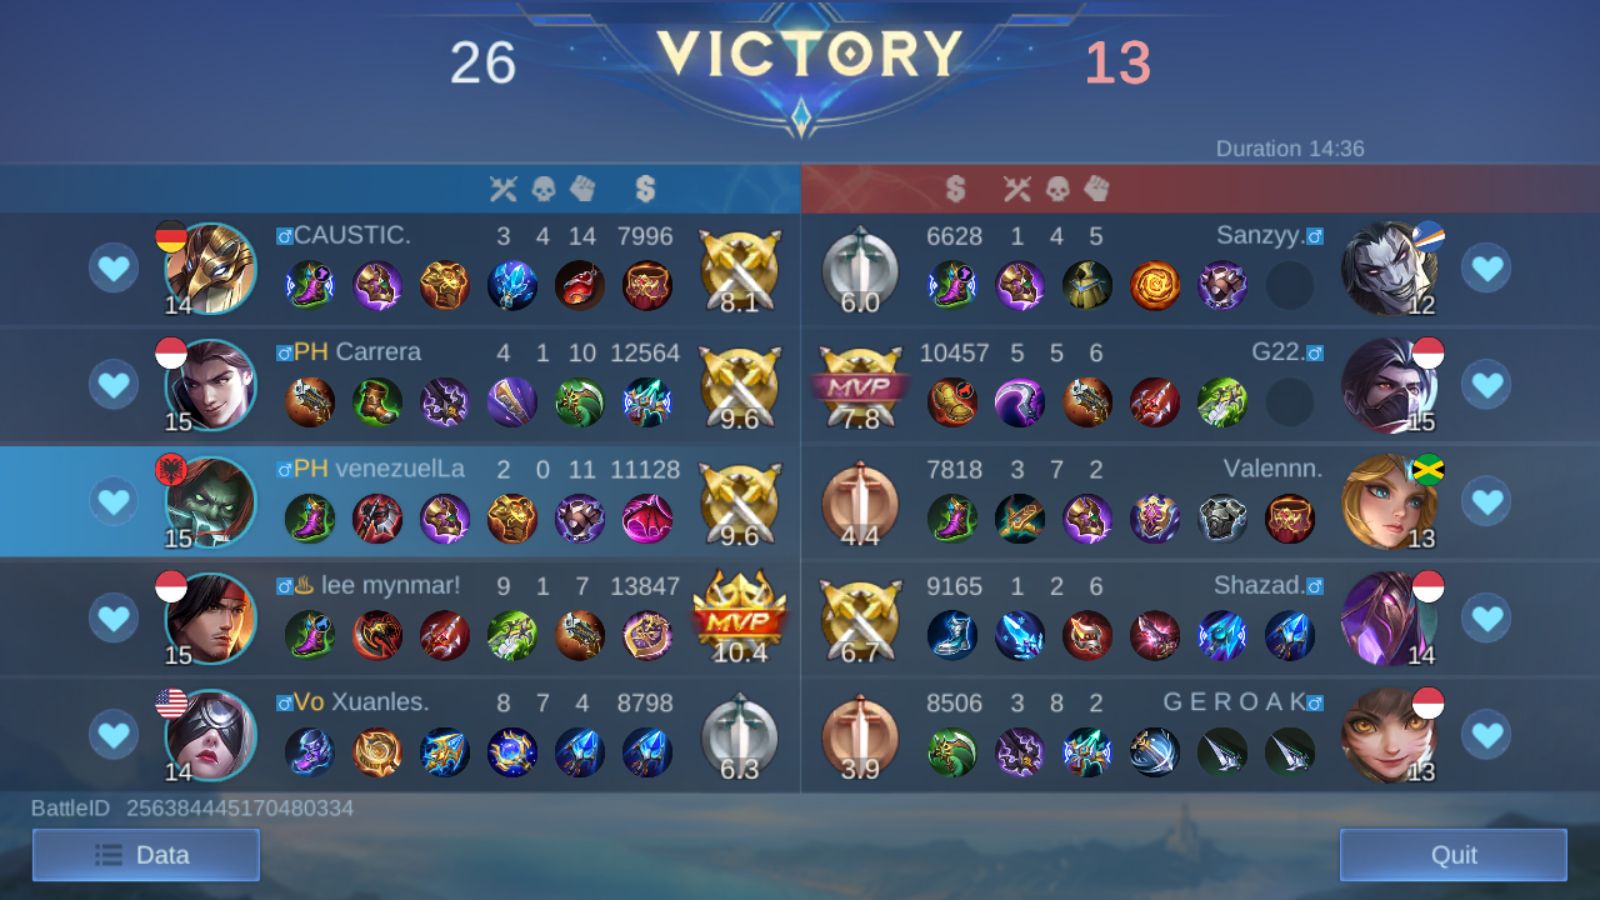 26 VICTORY 13
Duration 14:36
CAUSTIC. 3 4 14 7996
14 8.1
6628 1 4 5 Sanzyy.
6.0 12
PH Carrera 4 1 10 12564
15 9.6
10457 5 5 6 G22.
MVP
7.8 15
PH venezuelLa 2 0 11 11128
15 9.6
7818 3 7 2 Valennn.
4.4 13
lee mynmar! 9 1 7 13847
MVP
15 10.4
9165 1 2 6 Shazad.
6.7 14
Vo Xuanles. 8 7 4 8798
14 6.3
8506 3 8 2 G E R O A K
3.9 13
BattleID 256384445170480334
Data
Quit